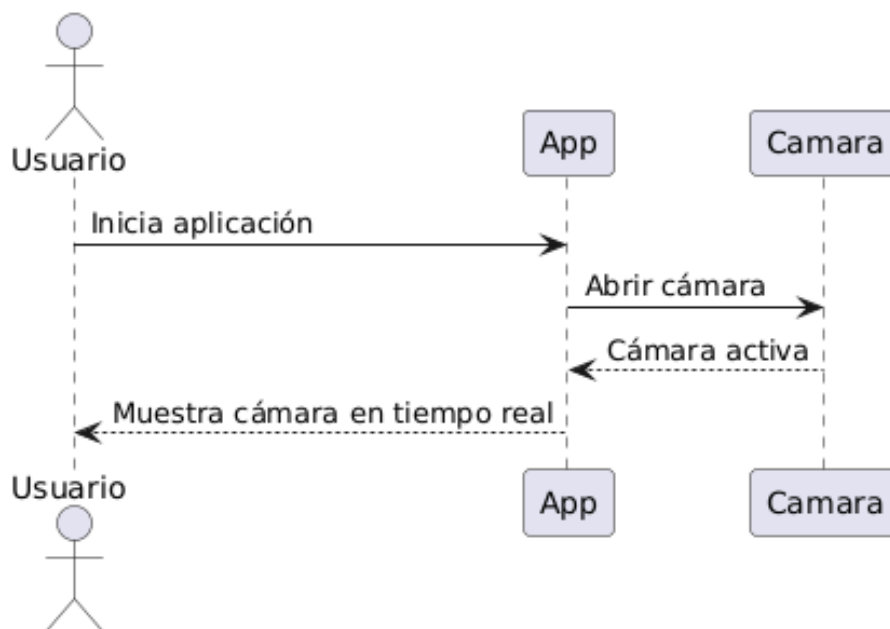 Usuario
App
Camara
Inicia aplicación
Abrir cámara
Cámara activa
Muestra cámara en tiempo real
Usuario
App
Camara